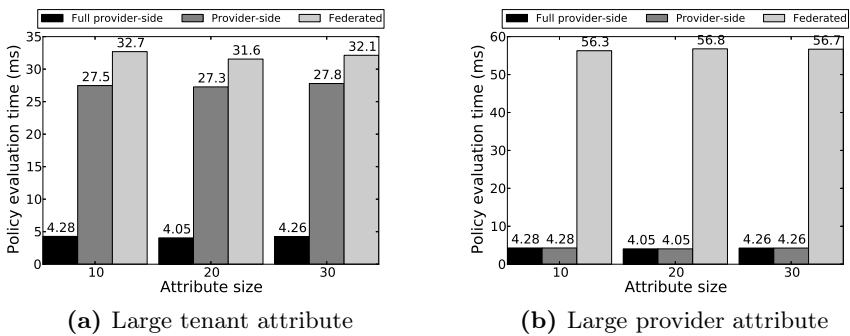 Full provider-side Provider-side Federated
Policy evaluation time (ms)
35
30
25
20
15
10
5
0
4.28 27.5 32.7
4.05 27.3 31.6
4.26 27.8 32.1
10 20 30
Attribute size
(a) Large tenant attribute
Full provider-side Provider-side Federated
Policy evaluation time (ms)
60
50
40
30
20
10
0
4.28 4.28 56.3
4.05 4.05 56.8
4.26 4.26 56.7
10 20 30
Attribute size
(b) Large provider attribute